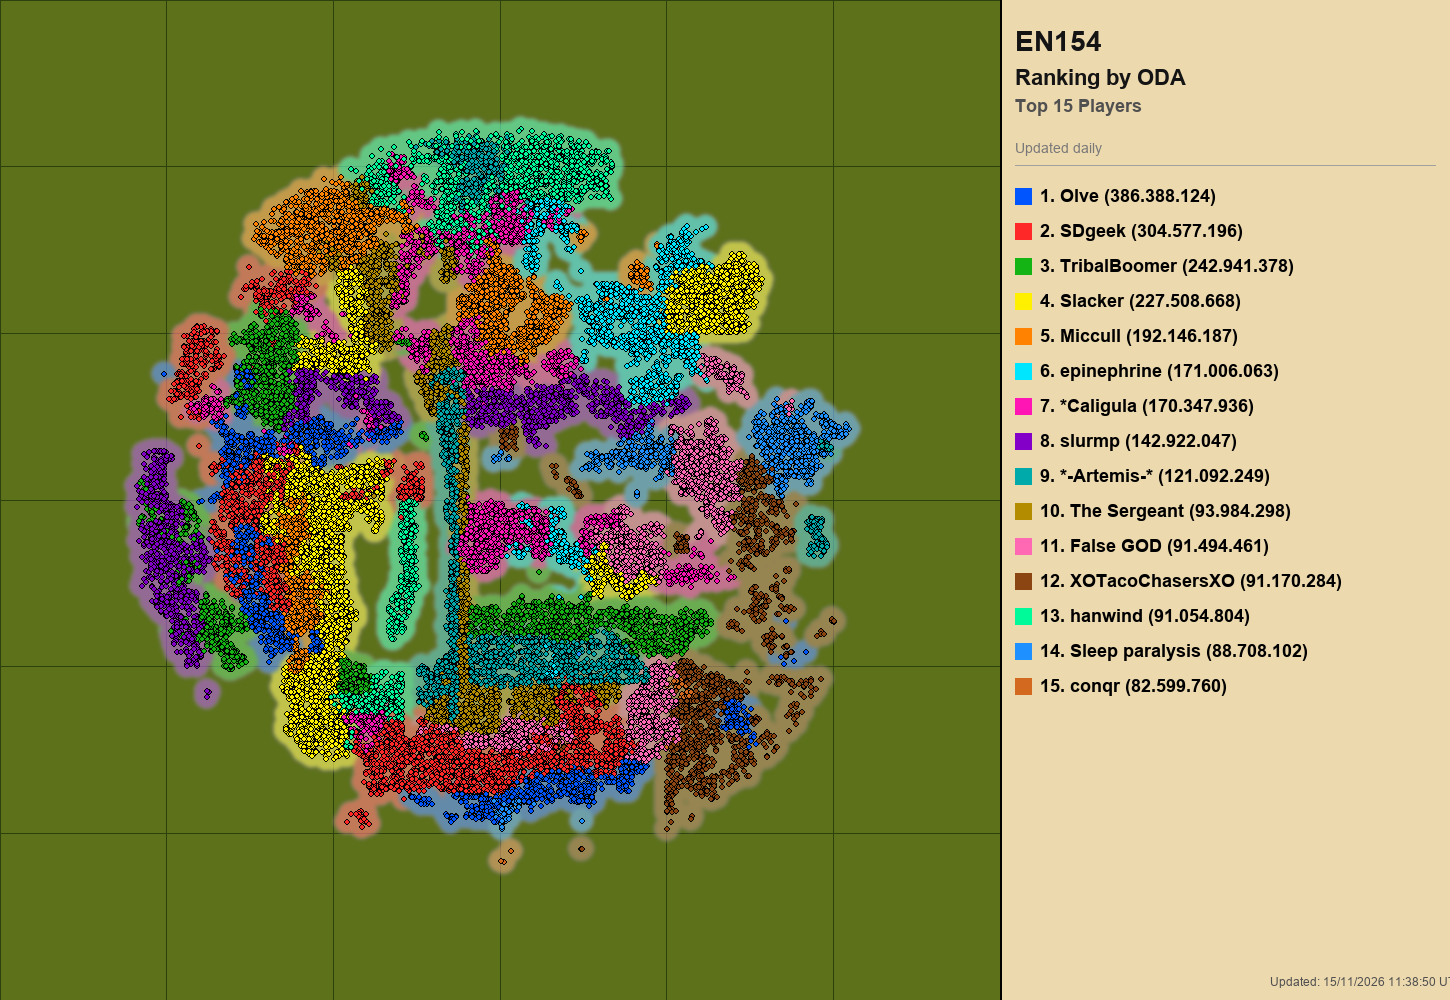 EN154
Ranking by ODA
Top 15 Players
Updated daily
1. Olve (386.388.124)
2. SDgeek (304.577.196)
3. TribalBoomer (242.941.378)
4. Slacker (227.508.668)
5. Miccull (192.146.187)
6. epinephrine (171.006.063)
7. *Caligula (170.347.936)
8. slurmp (142.922.047)
9. *-Artemis-* (121.092.249)
10. The Sergeant (93.984.298)
11. False GOD (91.494.461)
12. XOTacoChasersXO (91.170.284)
13. hanwind (91.054.804)
14. Sleep paralysis (88.708.102)
15. conqr (82.599.760)
Updated: 15/11/2026 11:38:50 U